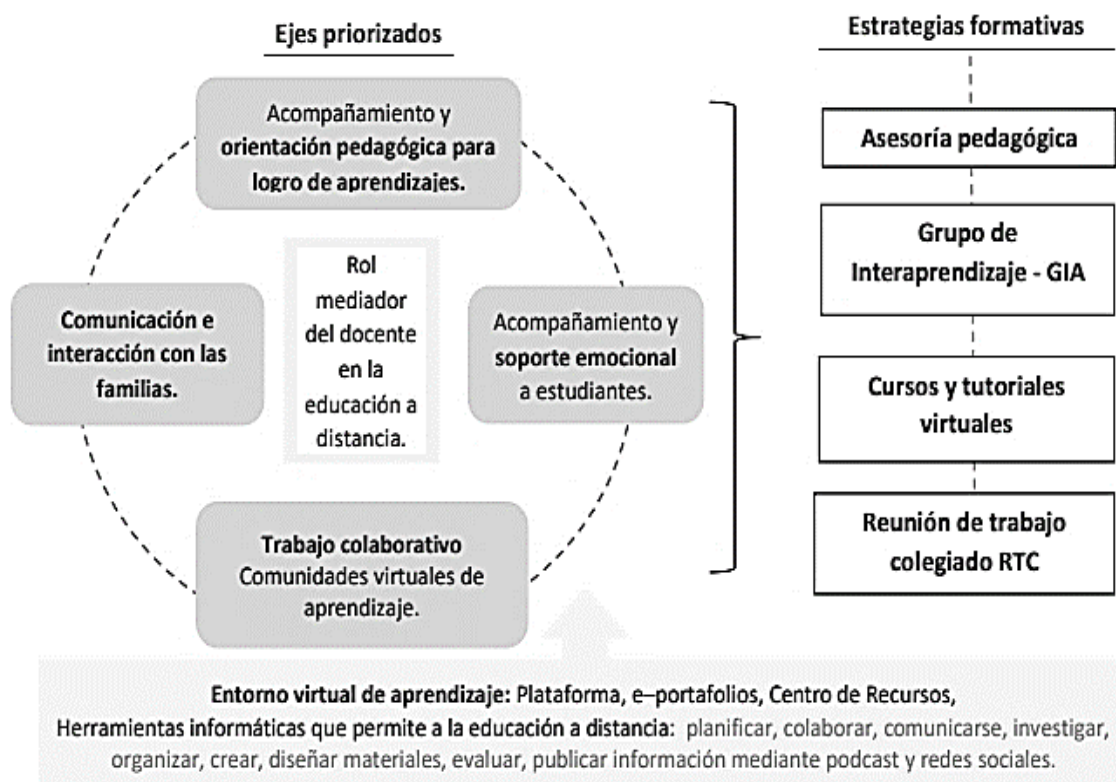 Ejes priorizados
Acompañamiento y
orientación pedagógica para
logro de aprendizajes.
Comunicación e
interacción con las
familias.
Rol
mediador
del docente
en la
educación a
distancia.
Acompañamiento y
soporte emocional
a estudiantes.
Trabajo colaborativo
Comunidades virtuales de
aprendizaje.
Estrategias formativas
Asesoría pedagógica
Grupo de
Interaprendizaje - GIA
Cursos y tutoriales
virtuales
Reunión de trabajo
colegiado RTC
Entorno virtual de aprendizaje: Plataforma, e–portafolios, Centro de Recursos,
Herramientas informáticas que permite a la educación a distancia: planificar, colaborar, comunicarse, investigar,
organizar, crear, diseñar materiales, evaluar, publicar información mediante podcast y redes sociales.